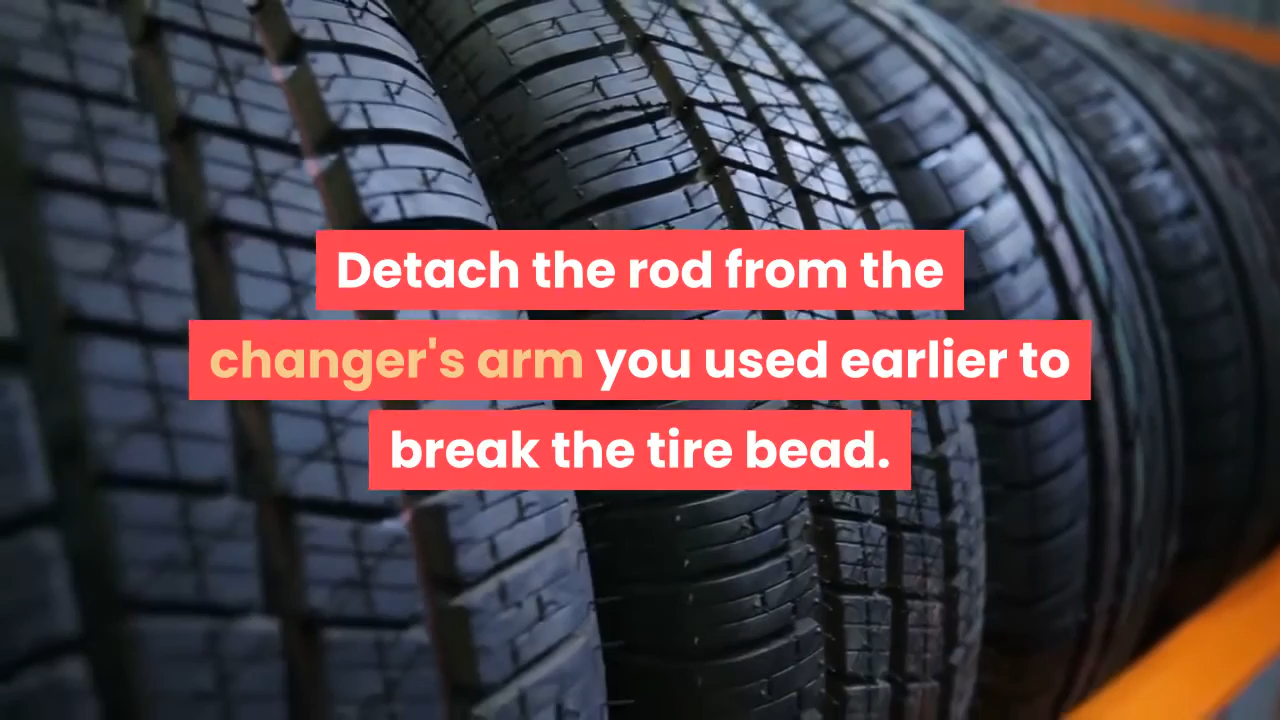 Detach the rod from the
changer's arm you used earlier to
break the tire bead.